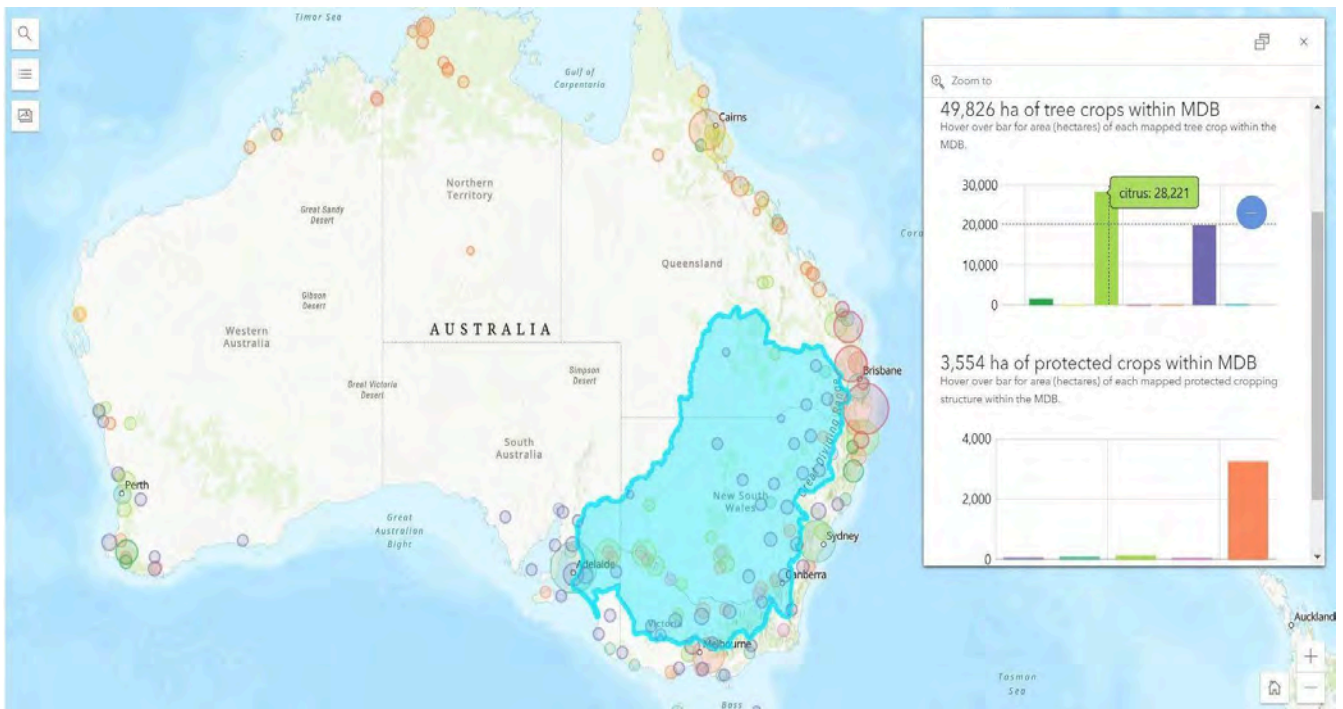 Timor Sea
Gulf of
Carpentaria
Cairns
Northern
Territory
Great Sandy
Desert
Queensland
Gibson
Desert
Western
Australia
AUSTRALIA
Great Victoria
Desert
Simpson
Desert
Brisbane
Great Dividing Range
South
Australia
Perth
New South
Wales
Great
Australian
Bight
Sydney
Adelaide
Canberra
Victoria
Melbourne
Bass
Tasman
Sea
Auckland
Zoom to
49,826 ha of tree crops within MDB
Hover over bar for area (hectares) of each mapped tree crop within the
MDB.
30,000
citrus: 28,221
20,000
10,000
0
3,554 ha of protected crops within MDB
Hover over bar for area (hectares) of each mapped protected cropping
structure within the MDB.
4,000
2,000
0